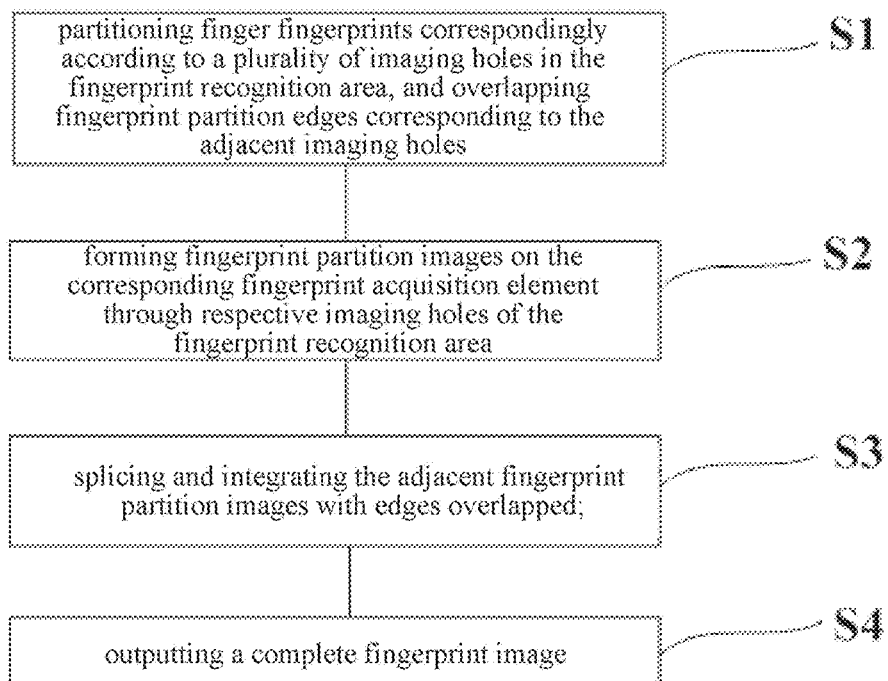 partitioning finger fingerprints correspondingly
according to a plurality of imaging holes in the
fingerprint recognition area, and overlapping
fingerprint partition edges corresponding to the
adjacent imaging holes
S1
forming fingerprint partition images on the
corresponding fingerprint acquisition element
through respective imaging holes of the
fingerprint recognition area
S2
splicing and integrating the adjacent fingerprint
partition images with edges overlapped;
S3
outputting a complete fingerprint image
S4